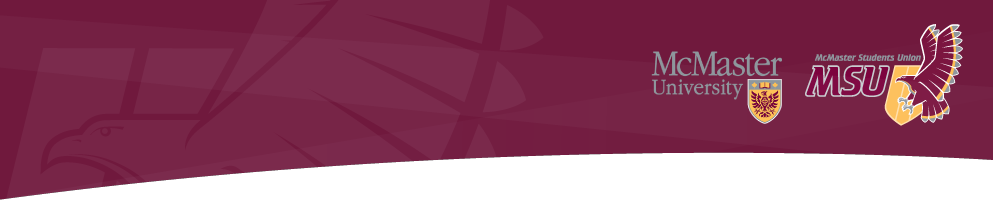 McMaster
University
McMaster Students Union
MSU